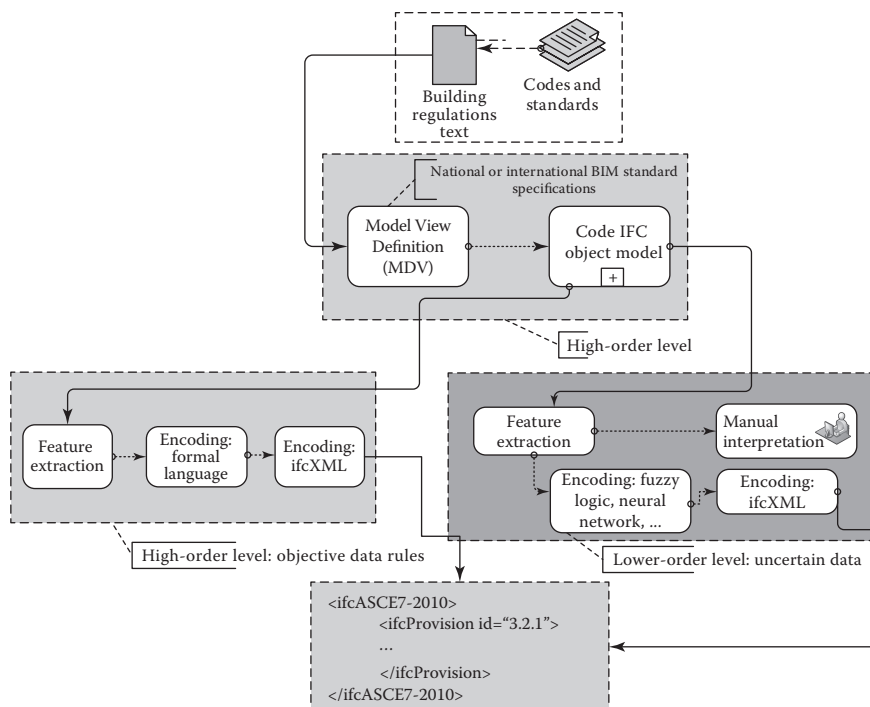 Building
regulations
text
Codes and
standards
National or international BIM standard
specifications
Model View
Definition
(MDV)
Code IFC
object model
+
High-order level
Feature
extraction
Encoding:
formal
language
Encoding:
ifcXML
High-order level: objective data rules
Feature
extraction
Manual
interpretation
Encoding: fuzzy
logic, neural
network, ...
Encoding:
ifcXML
Lower-order level: uncertain data
<ifcASCE7-2010>
<ifcProvision id=“3.2.1”>
...
</ifcProvision>
</ifcASCE7-2010>